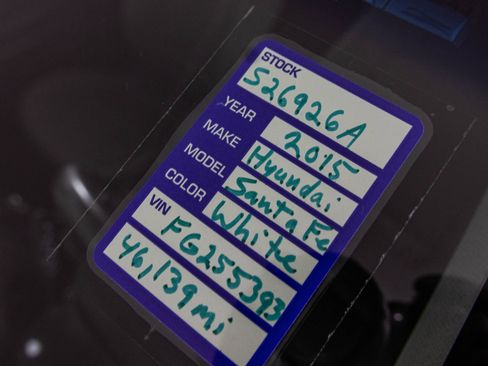 STOCK S26926A
YEAR 2015
MAKE Hyundai
MODEL Santa Fe
COLOR White
VIN FG255393
46,139mi